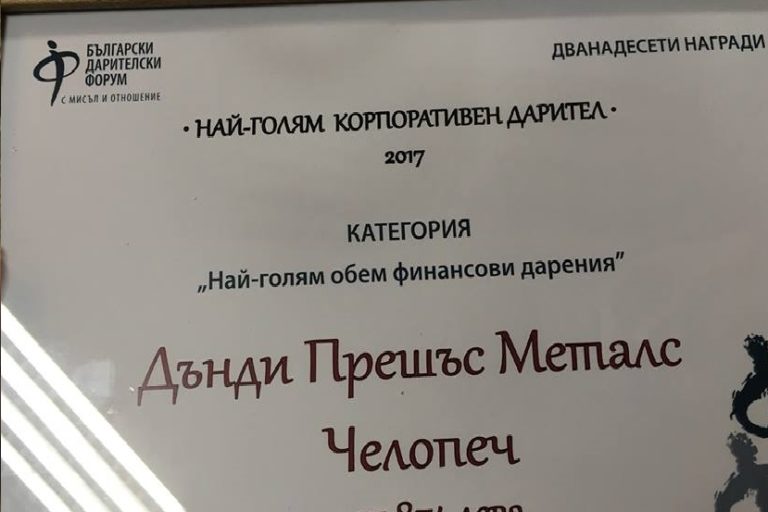 БЪЛГАРСКИ
ДАРИТЕЛСКИ
ФОРУМ
С МИСЪЛ И ОТНОШЕНИЕ
ДВАНАДЕСЕТИ НАГРАДИ
· НАЙ-ГОЛЯМ КОРПОРАТИВЕН ДАРИТЕЛ ·
2017
КАТЕГОРИЯ
„Най-голям обем финансови дарения”
Дънди Прешъс Металс
Челопеч